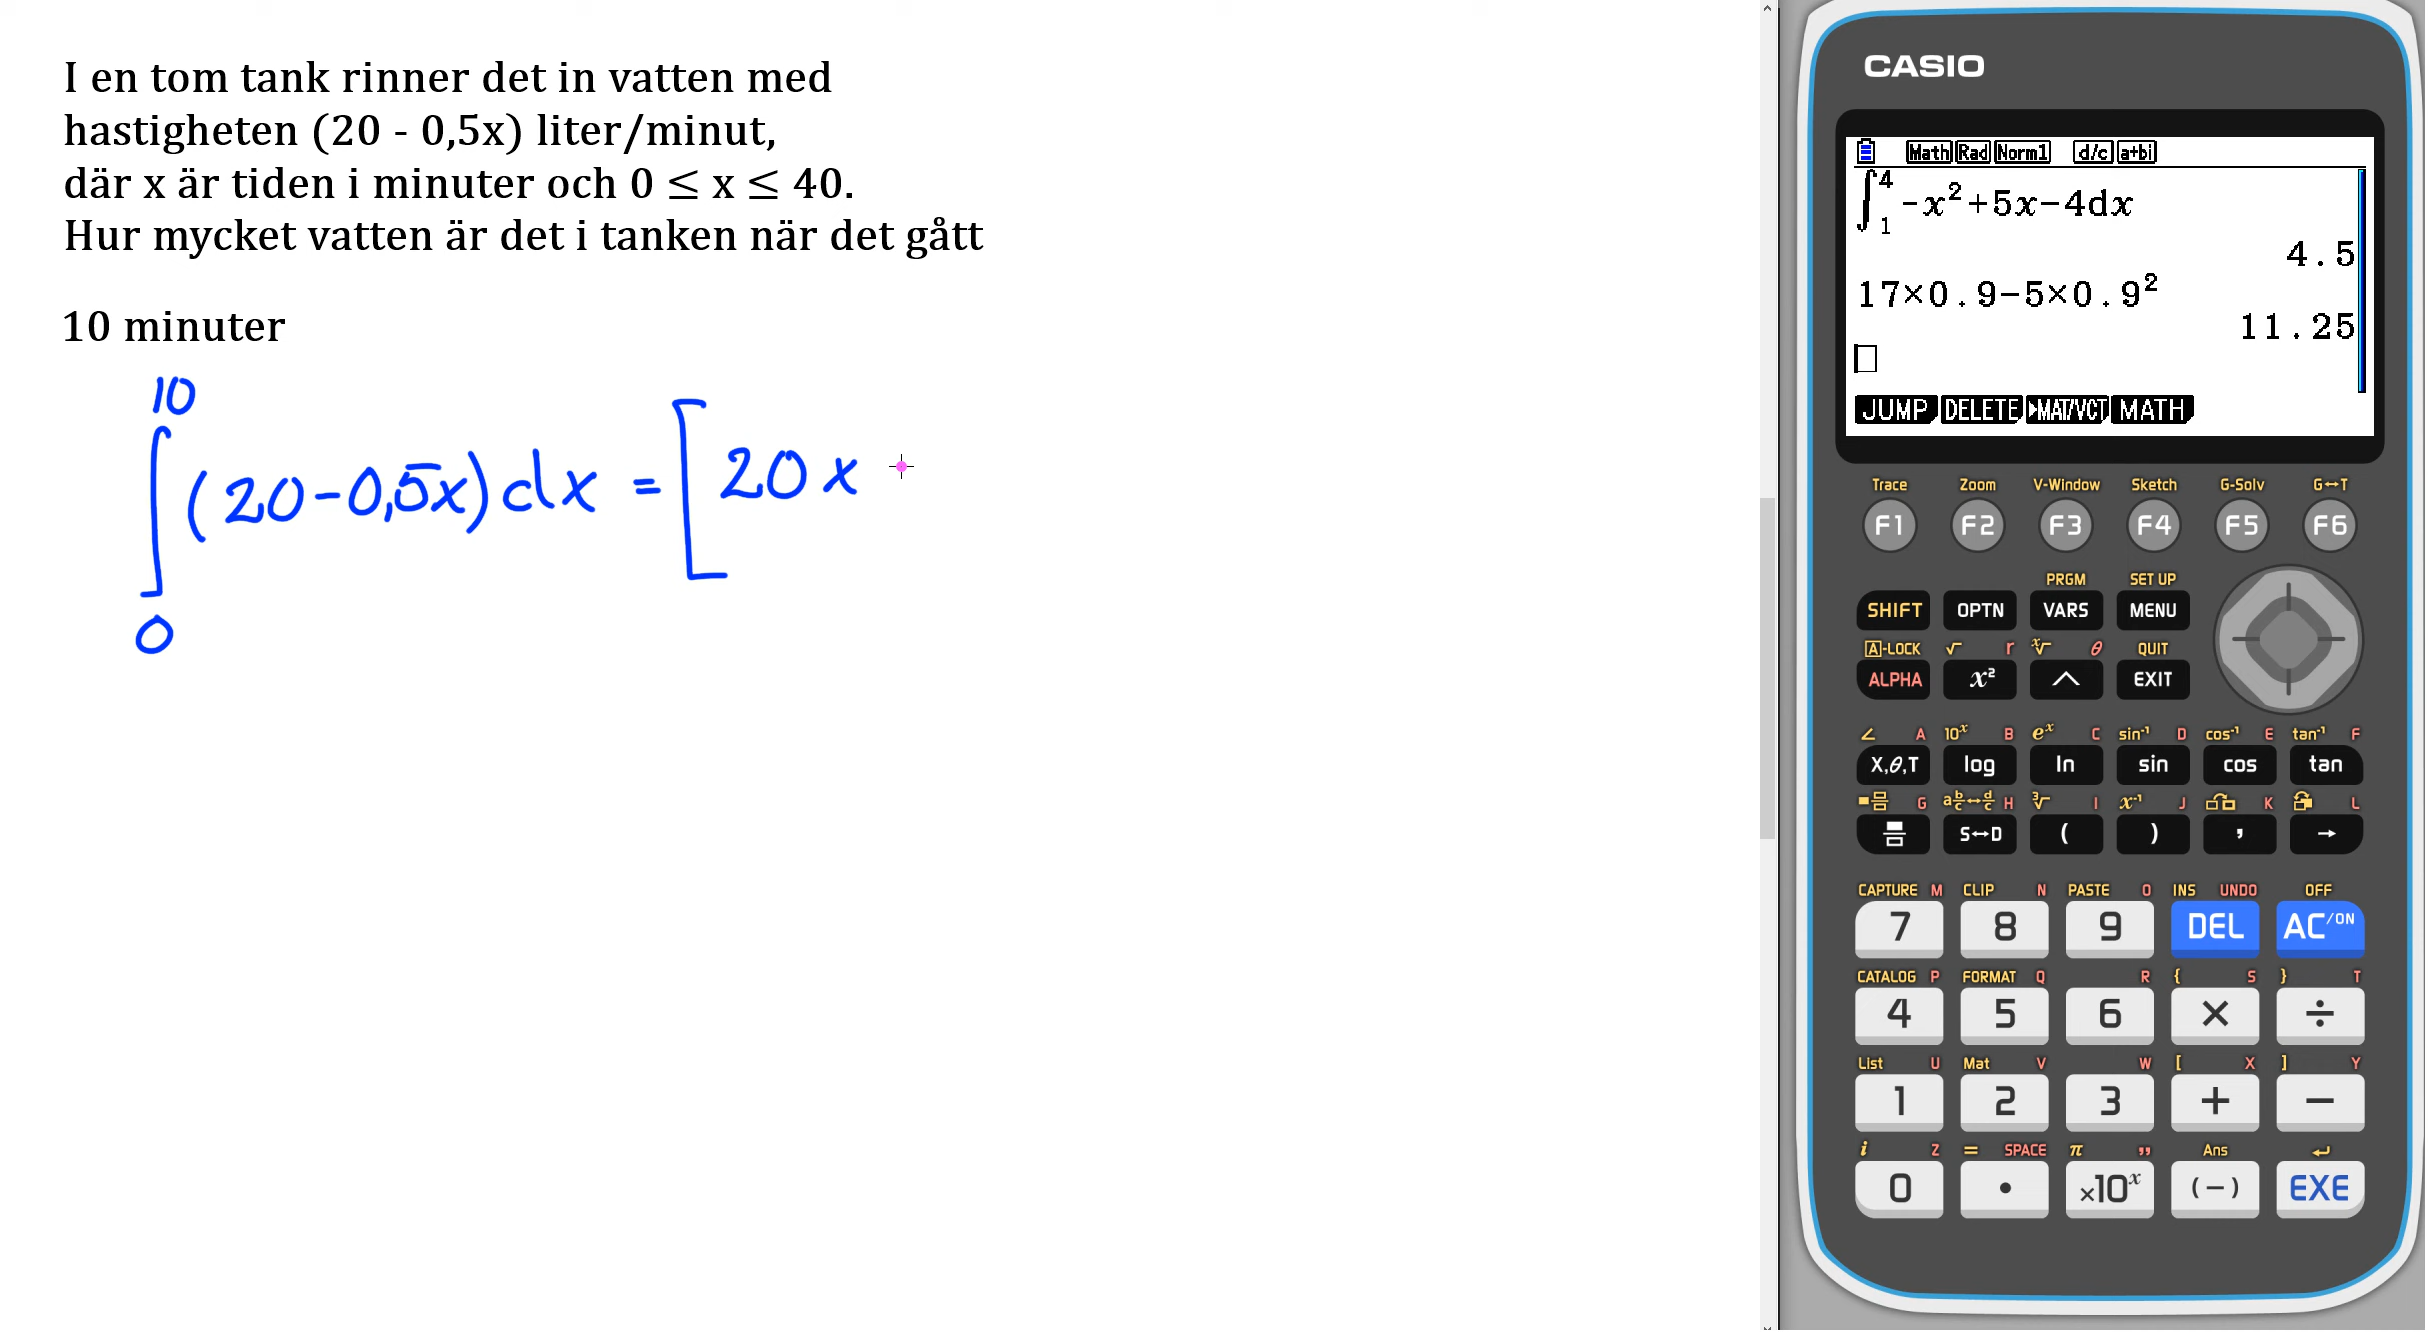 I en tom tank rinner det in vatten med
hastigheten (20 - 0,5x) liter/minut,
där x är tiden i minuter och 0 ≤ x ≤ 40.
Hur mycket vatten är det i tanken när det gått
10 minuter
10
∫ (20-0,5x)dx = [ 20x
0
CASIO
Math Rad Norm1 d/c a+bi
∫₁⁴ -x²+5x-4dx
4.5
17×0.9-5×0.9²
11.25
JUMP DELETE ▶MAT/VCT MATH
Trace Zoom V-Window Sketch G-Solv G↔T
F1 F2 F3 F4 F5 F6
PRGM SET UP
SHIFT OPTN VARS MENU
A-LOCK √ r ˣ√ θ QUIT
ALPHA x² ^ EXIT
∠ A 10ˣ B eˣ C sin⁻¹ D cos⁻¹ E tan⁻¹ F
X,θ,T log ln sin cos tan
G a b/c↔d/c H ³√ I x⁻¹ J K L
S↔D ( ) , →
CAPTURE M CLIP N PASTE O INS UNDO OFF
7 8 9 DEL AC/ON
CATALOG P FORMAT Q R { S } T
4 5 6 × ÷
List U Mat V W [ X ] Y
1 2 3 + −
i Z = SPACE π " Ans ↵
0 • ×10ˣ (−) EXE